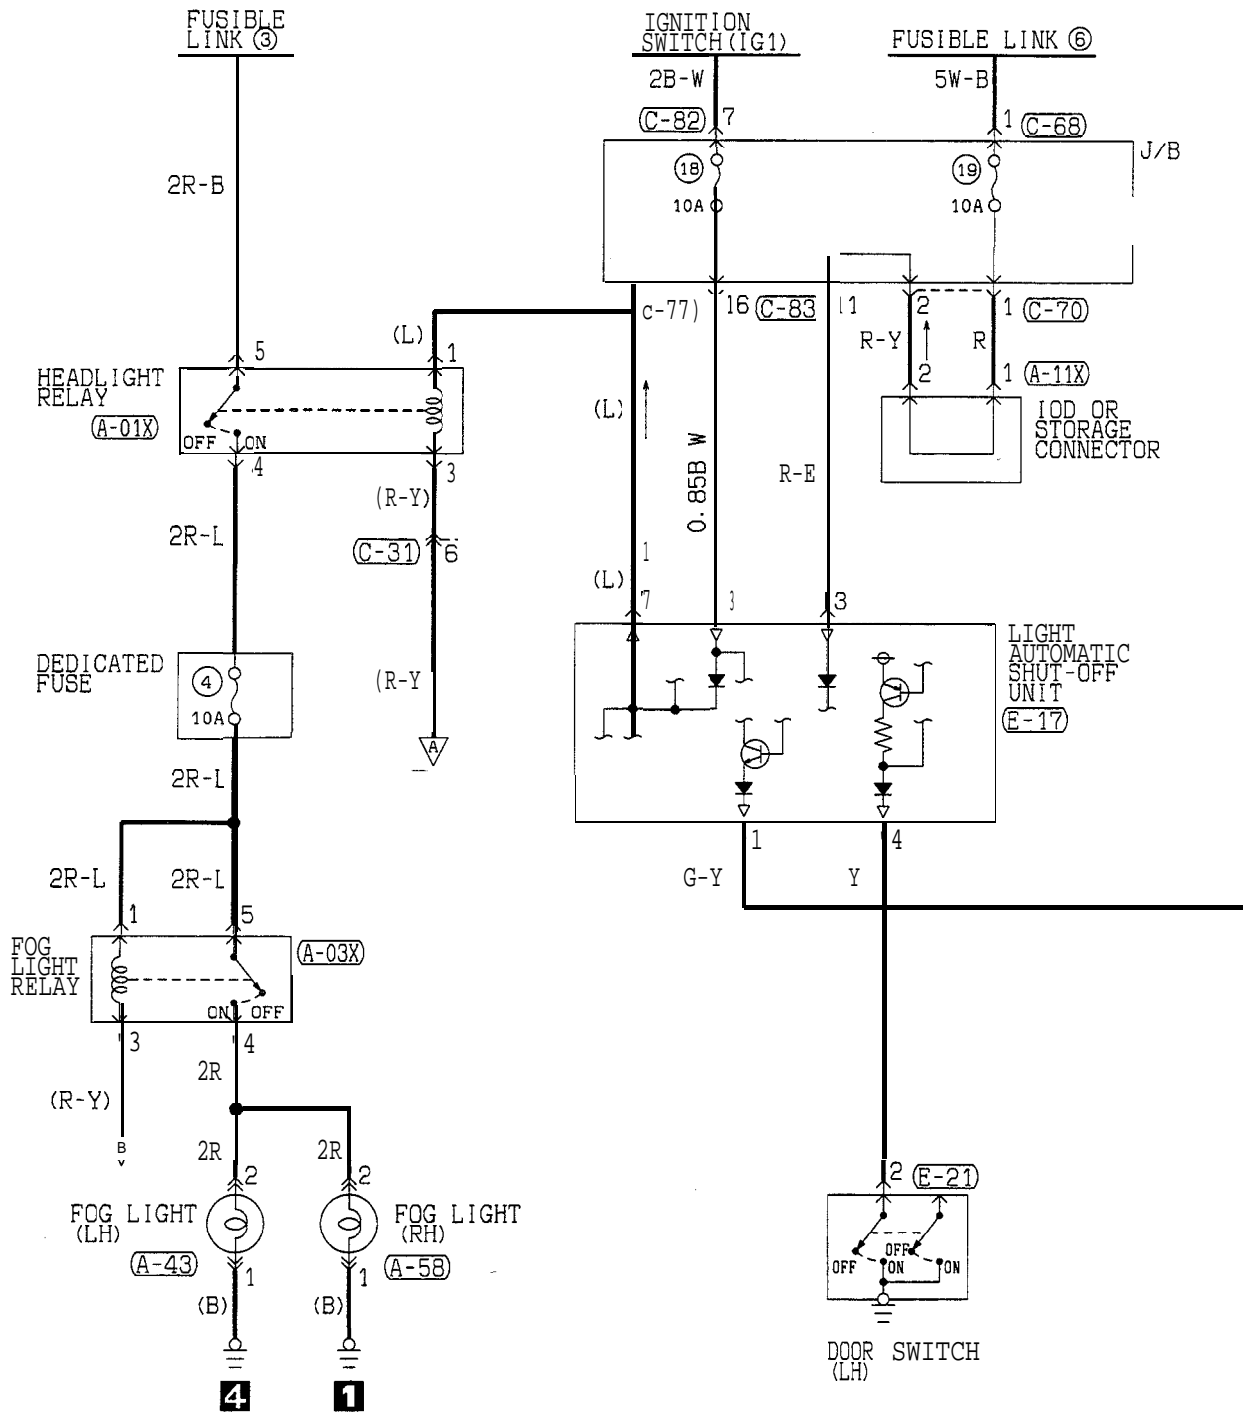 FUSIBLE
LINK ③
IGNITION
SWITCH (IG1)
FUSIBLE LINK ⑥
2B-W
5W-B
C-82
7
1
C-68
J/B
18
19
2R-B
10A
10A
c-77)
16
C-83
11
2
1
C-70
(L)
R-Y
R
5
1
2
1
A-11X
HEADLIGHT
RELAY
A-01X
OFF
ON
(L)
IOD OR
STORAGE
CONNECTOR
4
3
0.85B W
R-E
(R-Y)
2R-L
C-31
6
1
(L)
7
3
LIGHT
AUTOMATIC
SHUT-OFF
UNIT
E-17
DEDICATED
FUSE
4
10A
(R-Y
A
2R-L
1
4
2R-L
2R-L
G-Y
Y
1
5
FOG
LIGHT
RELAY
A-03X
ON
OFF
3
4
2R
(R-Y)
B
2R
2R
2
2
2
E-21
FOG LIGHT
(LH)
FOG LIGHT
(RH)
A-43
A-58
OFF
OFF
ON
ON
1
1
(B)
(B)
DOOR SWITCH
(LH)
4
1